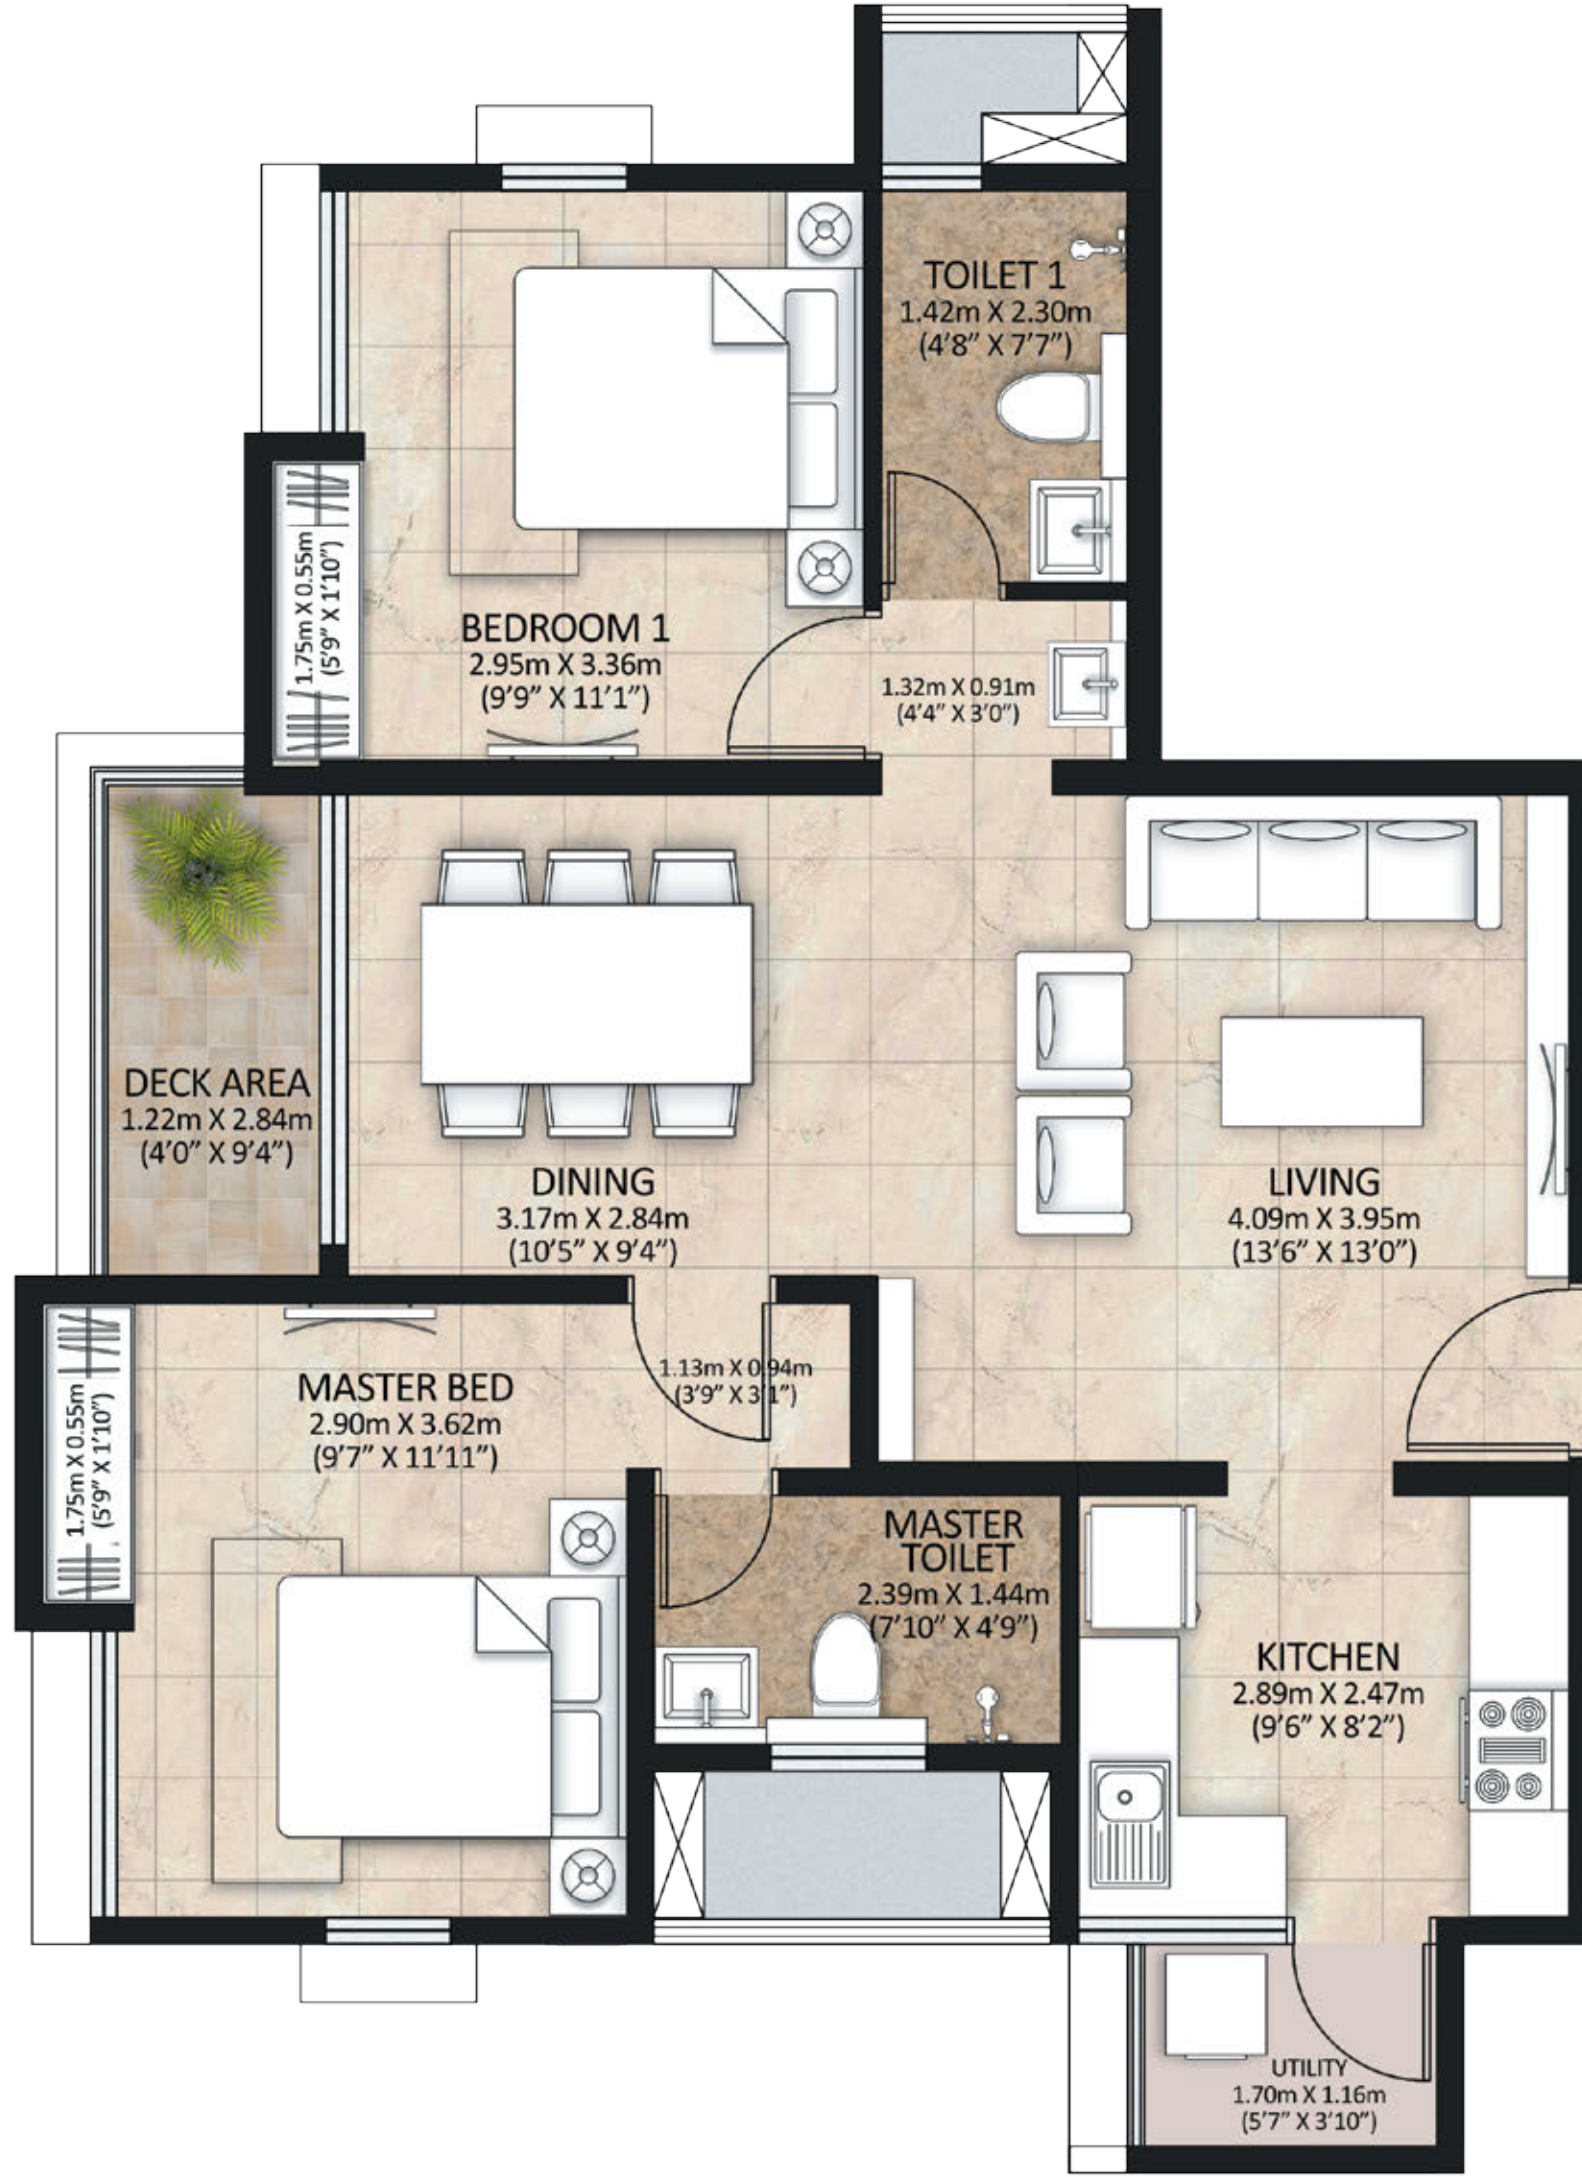 TOILET 1
1.42m X 2.30m
(4’8” X 7’7”)
1.75m X 0.55m
(5’9” X 1’10”)
BEDROOM 1
2.95m X 3.36m
(9’9” X 11’1”)
1.32m X 0.91m
(4’4” X 3’0”)
DECK AREA
1.22m X 2.84m
(4’0” X 9’4”)
DINING
3.17m X 2.84m
(10’5” X 9’4”)
LIVING
4.09m X 3.95m
(13’6” X 13’0”)
1.75m X 0.55m
(5’9” X 1’10”)
MASTER BED
2.90m X 3.62m
(9’7” X 11’11”)
1.13m X 0.94m
(3’9” X 3’1”)
MASTER
TOILET
2.39m X 1.44m
(7’10” X 4’9”)
KITCHEN
2.89m X 2.47m
(9’6” X 8’2”)
UTILITY
1.70m X 1.16m
(5’7” X 3’10”)